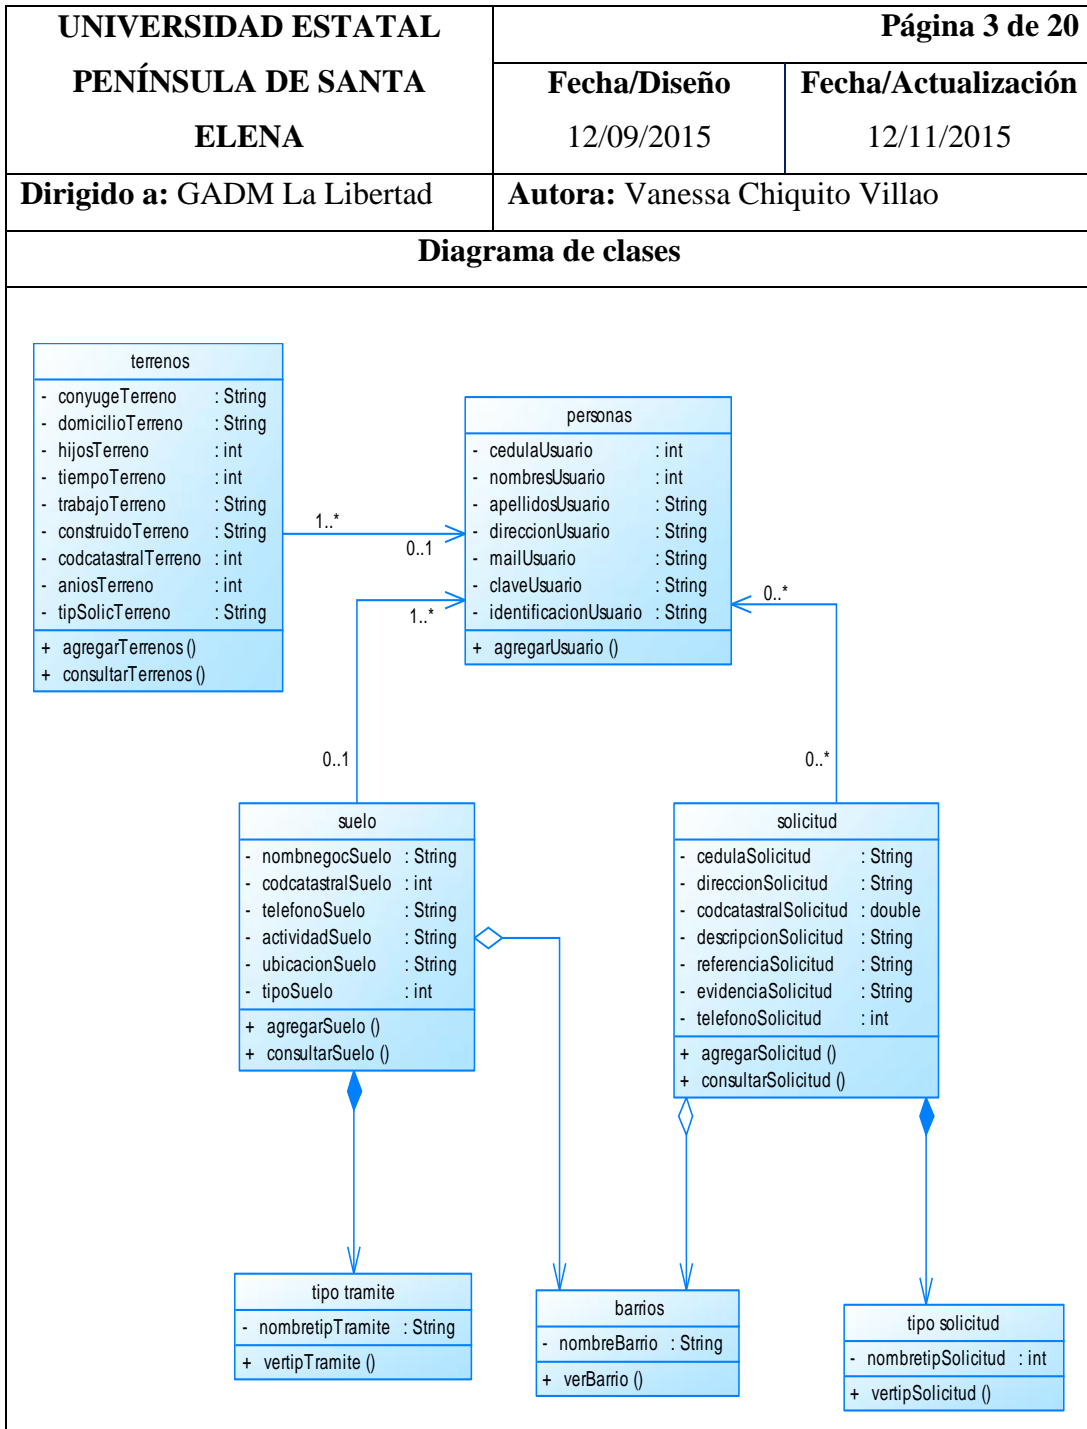 UNIVERSIDAD ESTATAL
PENÍNSULA DE SANTA
ELENA
Página 3 de 20
Fecha/Diseño
12/09/2015
Fecha/Actualización
12/11/2015
Dirigido a: GADM La Libertad
Autora: Vanessa Chiquito Villao
Diagrama de clases
terrenos
- conyugeTerreno : String
- domicilioTerreno : String
- hijosTerreno : int
- tiempoTerreno : int
- trabajoTerreno : String
- construidoTerreno : String
- codcatastralTerreno : int
- aniosTerreno : int
- tipSolicTerreno : String
+ agregarTerrenos ()
+ consultarTerrenos ()
1..*
0..1
personas
- cedulaUsuario : int
- nombresUsuario : int
- apellidosUsuario : String
- direccionUsuario : String
- mailUsuario : String
- claveUsuario : String
- identificacionUsuario : String
+ agregarUsuario ()
1..*
0..*
0..1
0..*
suelo
- nombnegocSuelo : String
- codcatastralSuelo : int
- telefonoSuelo : String
- actividadSuelo : String
- ubicacionSuelo : String
- tipoSuelo : int
+ agregarSuelo ()
+ consultarSuelo ()
solicitud
- cedulaSolicitud : String
- direccionSolicitud : String
- codcatastralSolicitud : double
- descripcionSolicitud : String
- referenciaSolicitud : String
- evidenciaSolicitud : String
- telefonoSolicitud : int
+ agregarSolicitud ()
+ consultarSolicitud ()
tipo tramite
- nombretipTramite : String
+ vertipTramite ()
barrios
- nombreBarrio : String
+ verBarrio ()
tipo solicitud
- nombretipSolicitud : int
+ vertipSolicitud ()